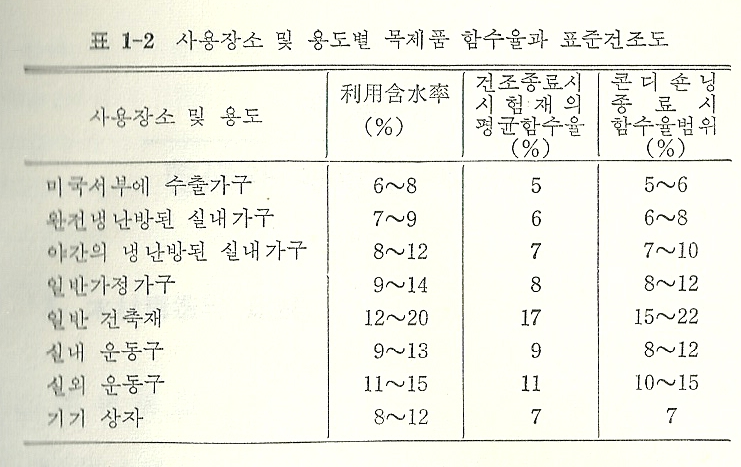 표 1-2 사용장소 및 용도별 목제품 함수율과 표준건조도
사용장소 및 용도 利用含水率 (%) 건조종료시 시험재의 평균함수율 (%) 콘디숀닝 종료시 함수율범위 (%)
미국서부에 수출가구 6~8 5 5~6
완전냉난방된 실내가구 7~9 6 6~8
야간의 냉난방된 실내가구 8~12 7 7~10
일반가정가구 9~14 8 8~12
일반 건축재 12~20 17 15~22
실내 운동구 9~13 9 8~12
실외 운동구 11~15 11 10~15
기기 상자 8~12 7 7